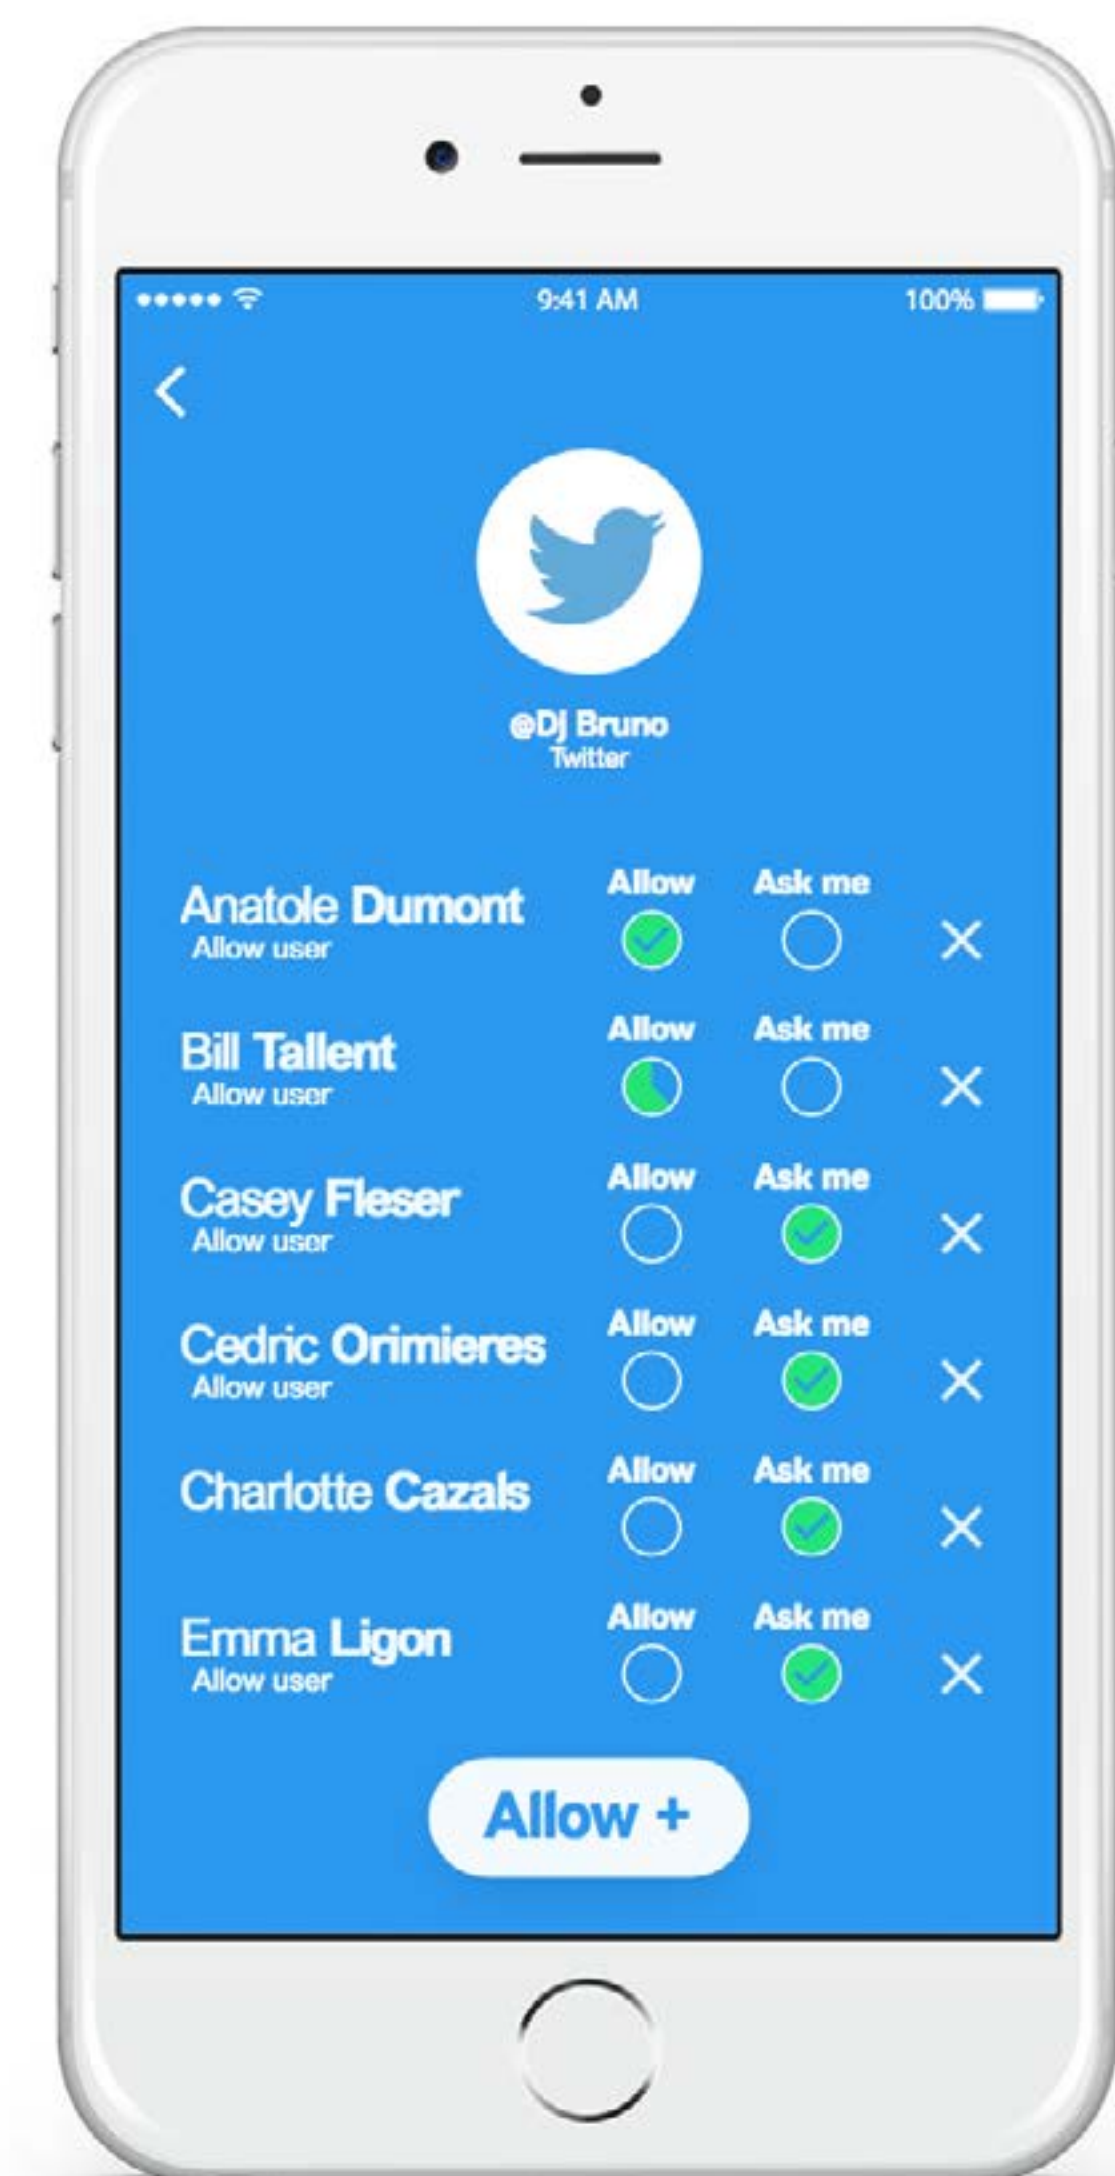 9:41 AM 100%
@Dj Bruno
Twitter
Allow Ask me
Anatole Dumont
Allow user
Allow Ask me
Bill Tallent
Allow user
Allow Ask me
Casey Fleser
Allow user
Allow Ask me
Cedric Orimieres
Allow user
Allow Ask me
Charlotte Cazals
Allow Ask me
Emma Ligon
Allow user
Allow +